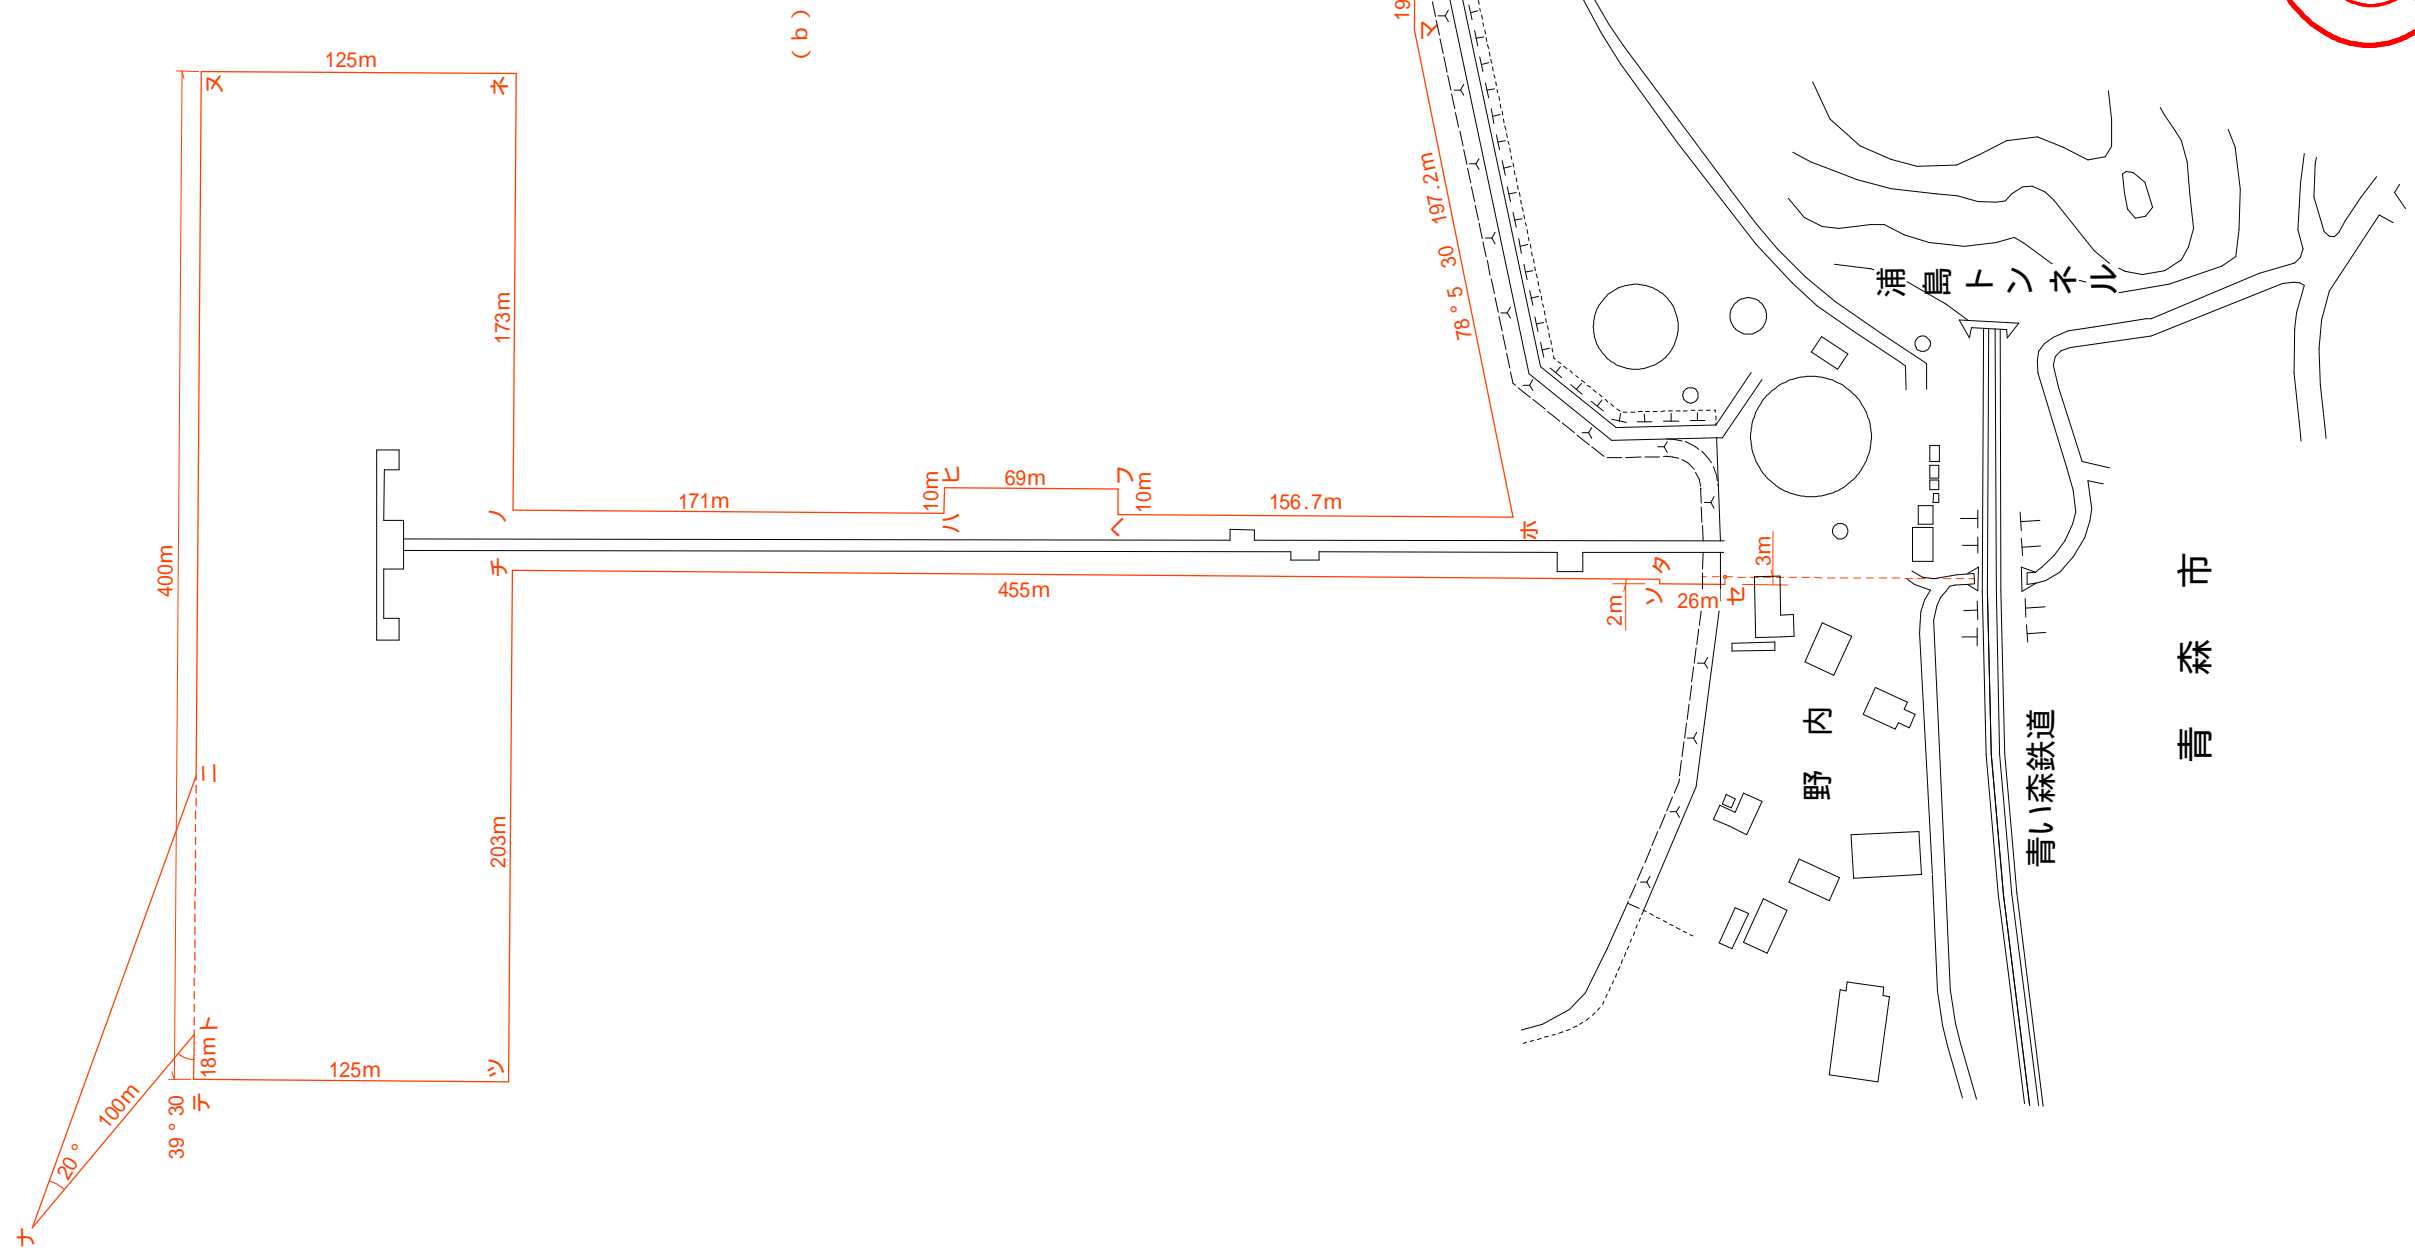 (b)
19
マ
125m
ヌ
ネ
400m
173m
197.2m
78°5 30
浦島トンネル
ノ
171m
10m
ヒ
ハ
69m
フ
10m
ヘ
156.7m
ホ
チ
455m
タ
2m
ソ
26m
セ
3m
ニ
203m
野内
青い森鉄道
青森市
ト
18m
テ
125m
ツ
39°30
100m
20°
ナ